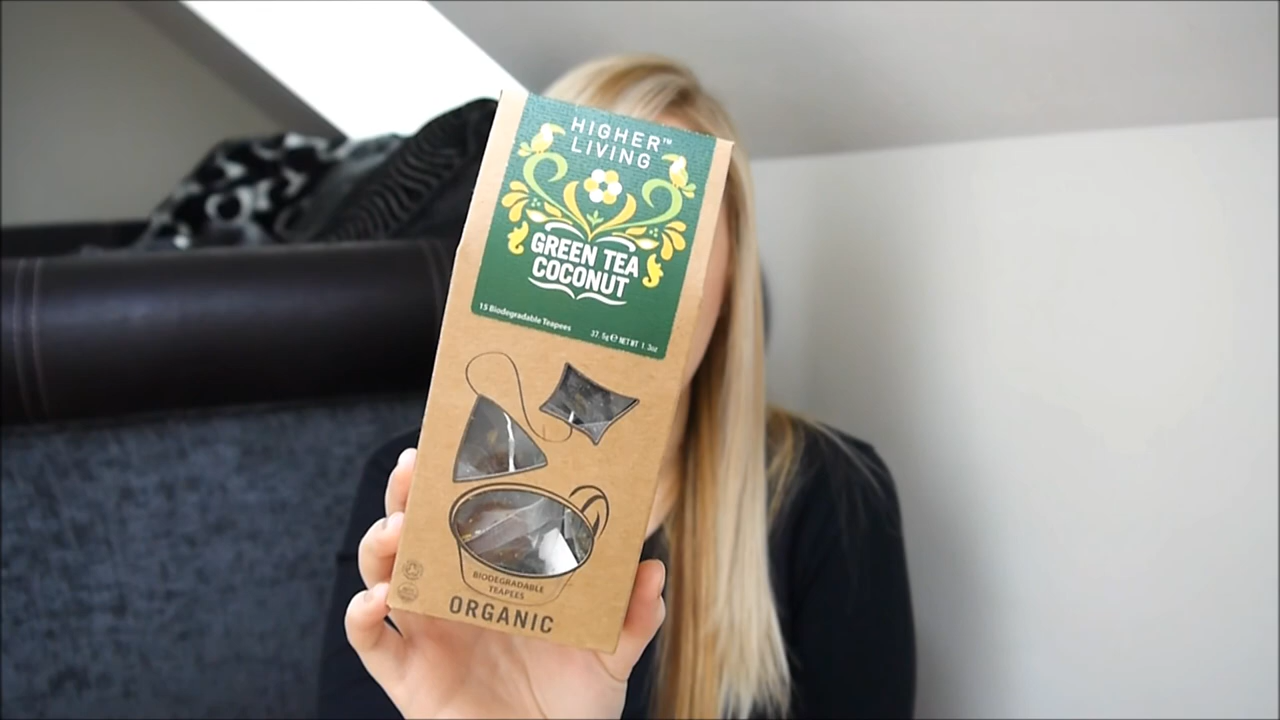 HIGHER™
LIVING
GREEN TEA
COCONUT
15 Biodegradable Teapees
37.5g ℮ NET WT 1.3oz
BIODEGRADABLE
TEAPEES
ORGANIC